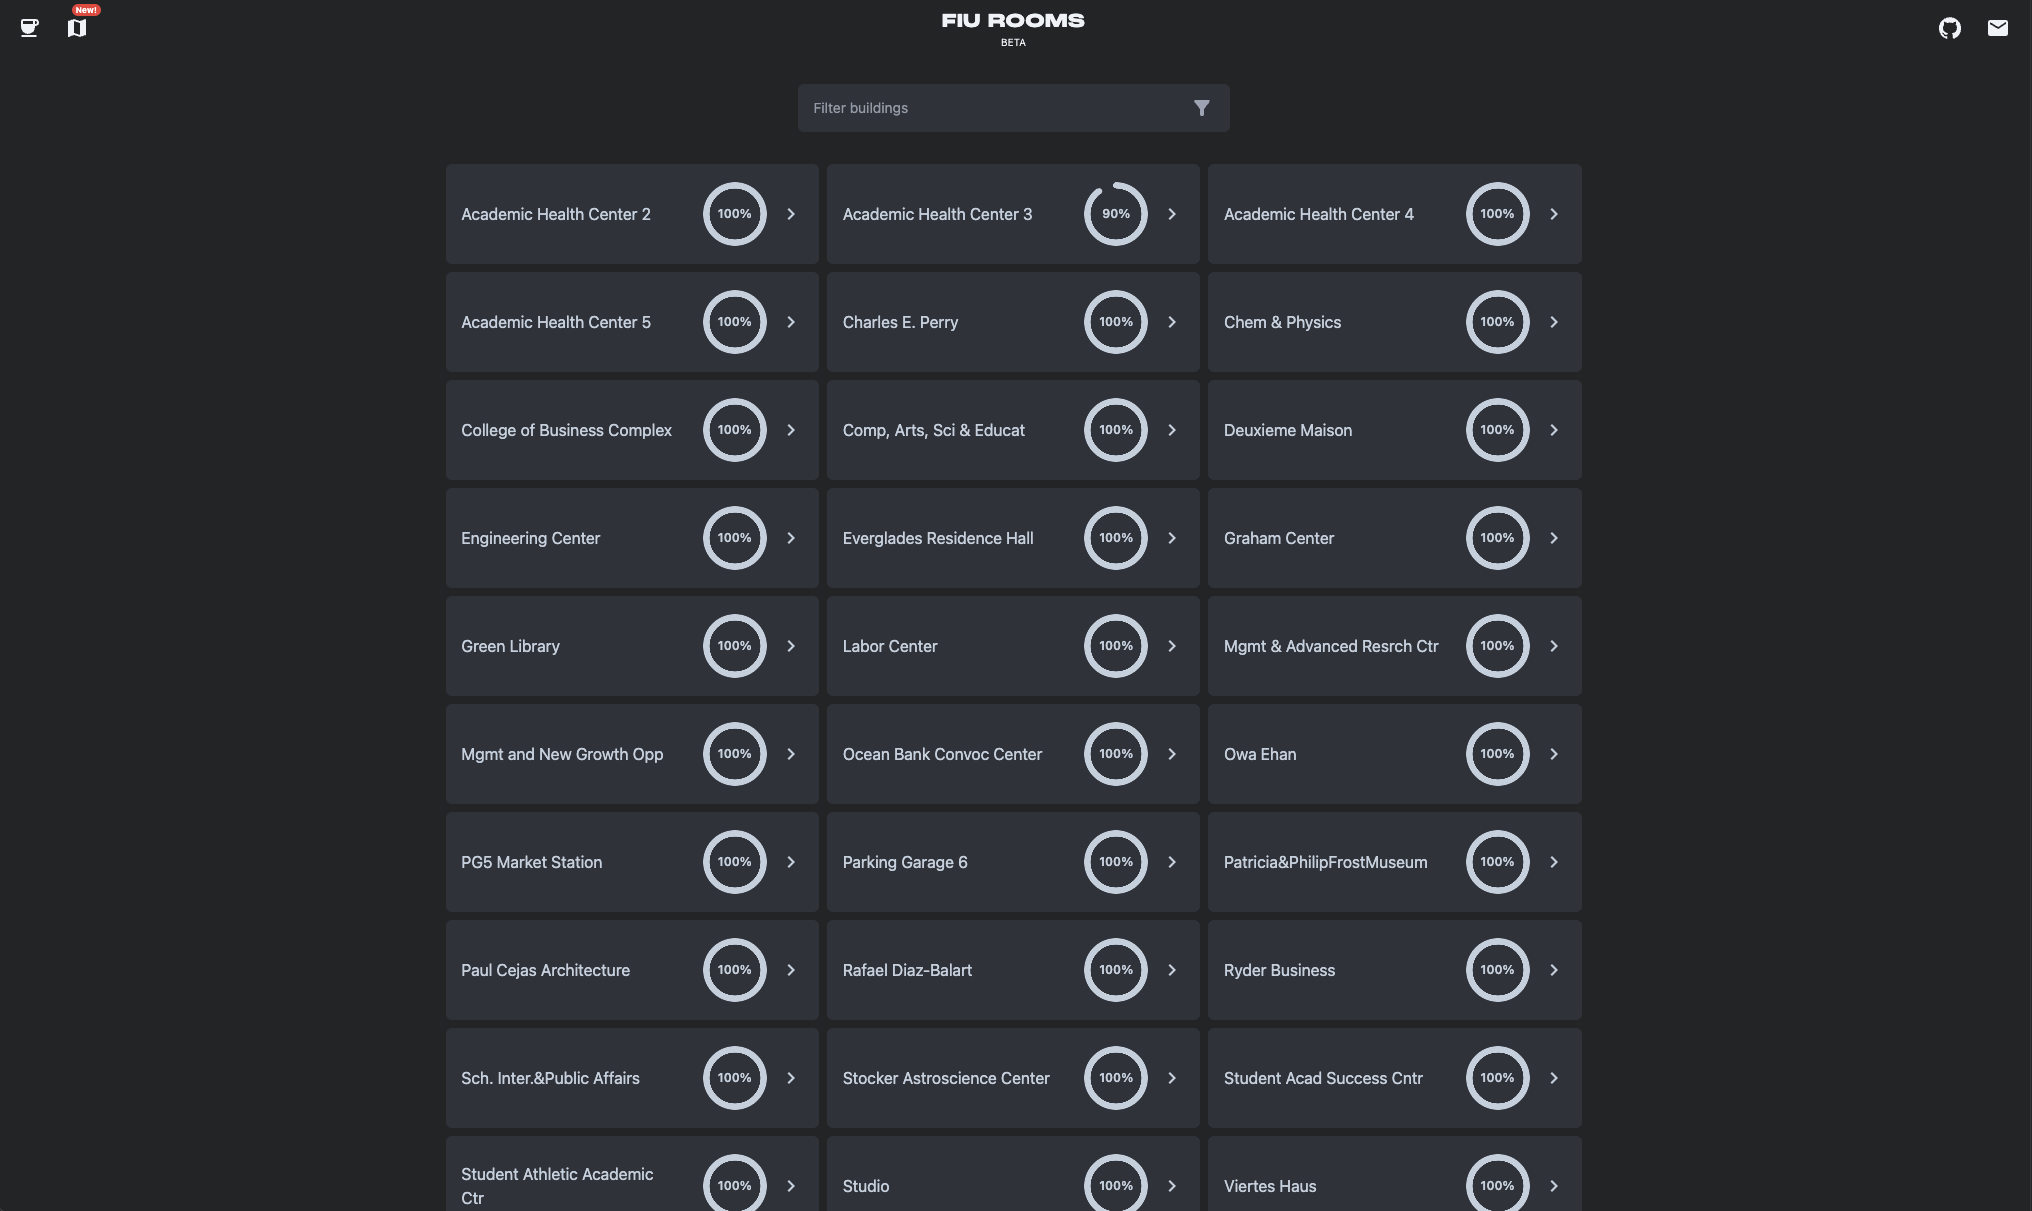 New!
FIU ROOMS
BETA
Filter buildings
Academic Health Center 2
100%
Academic Health Center 3
90%
Academic Health Center 4
100%
Academic Health Center 5
100%
Charles E. Perry
100%
Chem & Physics
100%
College of Business Complex
100%
Comp, Arts, Sci & Educat
100%
Deuxieme Maison
100%
Engineering Center
100%
Everglades Residence Hall
100%
Graham Center
100%
Green Library
100%
Labor Center
100%
Mgmt & Advanced Resrch Ctr
100%
Mgmt and New Growth Opp
100%
Ocean Bank Convoc Center
100%
Owa Ehan
100%
PG5 Market Station
100%
Parking Garage 6
100%
Patricia&PhilipFrostMuseum
100%
Paul Cejas Architecture
100%
Rafael Diaz-Balart
100%
Ryder Business
100%
Sch. Inter.&Public Affairs
100%
Stocker Astroscience Center
100%
Student Acad Success Cntr
100%
Student Athletic Academic
Ctr
100%
Studio
100%
Viertes Haus
100%